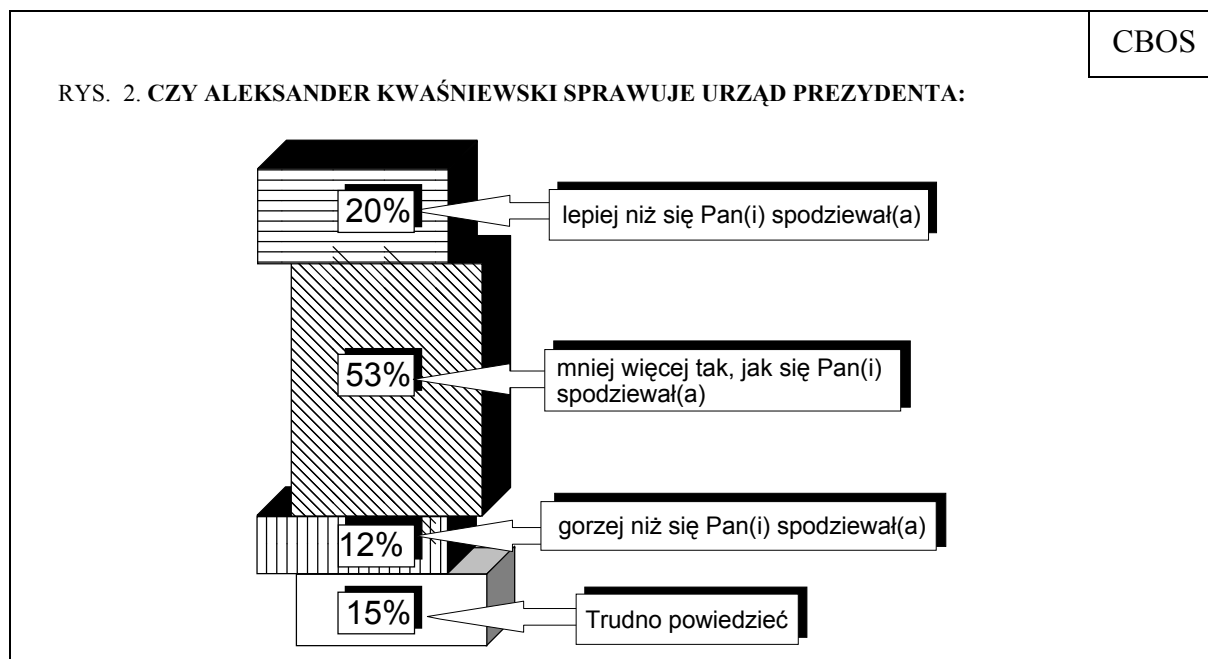 CBOS
RYS. 2. CZY ALEKSANDER KWAŚNIEWSKI SPRAWUJE URZĄD PREZYDENTA:
20%
lepiej niż się Pan(i) spodziewał(a)
53%
mniej więcej tak, jak się Pan(i)
spodziewał(a)
12%
gorzej niż się Pan(i) spodziewał(a)
15%
Trudno powiedzieć